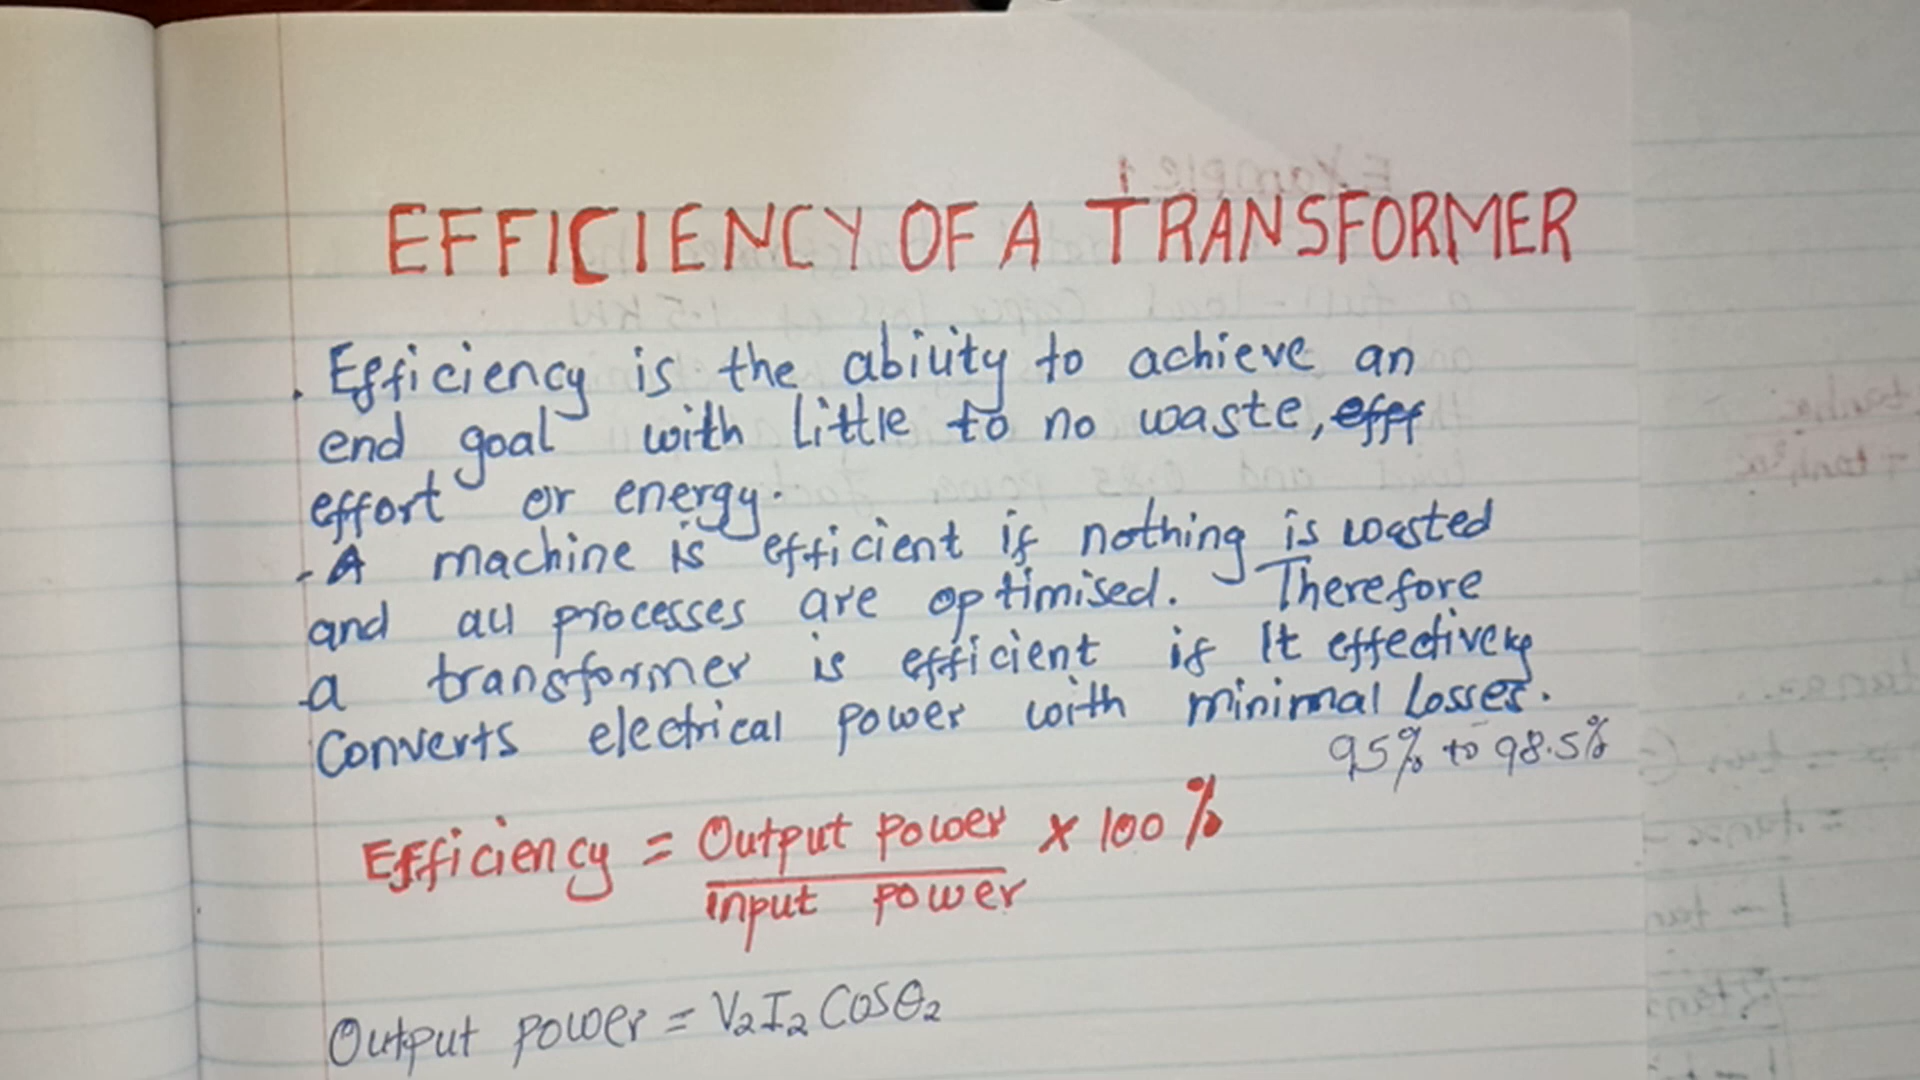 EFFICIENCY OF A TRANSFORMER
. Efficiency is the ability to achieve an
end goal with little to no waste, eff
effort or energy.
- A machine is efficient if nothing is wasted
and all processes are optimised. Therefore
a transformer is efficient if It effectively
Converts electrical power with minimal losses.
95% to 98.5%
Efficiency = Output power x 100 %
input power
Output power = V₂I₂ Cosθ₂